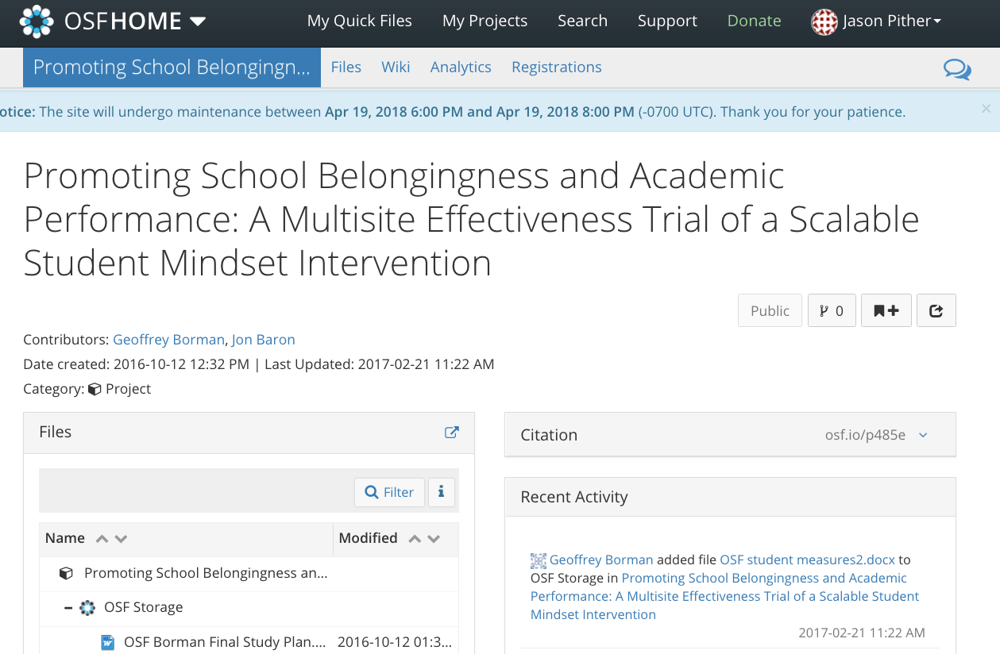 OSFHOME
My Quick Files
My Projects
Search
Support
Donate
Jason Pither
Promoting School Belongingn...
Files
Wiki
Analytics
Registrations
otice: The site will undergo maintenance between Apr 19, 2018 6:00 PM and Apr 19, 2018 8:00 PM (-0700 UTC). Thank you for your patience.
×
Promoting School Belongingness and Academic
Performance: A Multisite Effectiveness Trial of a Scalable
Student Mindset Intervention
Public
0
Contributors: Geoffrey Borman, Jon Baron
Date created: 2016-10-12 12:32 PM | Last Updated: 2017-02-21 11:22 AM
Category: Project
Files
Filter
Name
Modified
Promoting School Belongingness an...
OSF Storage
OSF Borman Final Study Plan....
2016-10-12 01:3...
Citation
osf.io/p485e
Recent Activity
Geoffrey Borman added file OSF student measures2.docx to
OSF Storage in Promoting School Belongingness and Academic
Performance: A Multisite Effectiveness Trial of a Scalable Student
Mindset Intervention
2017-02-21 11:22 AM